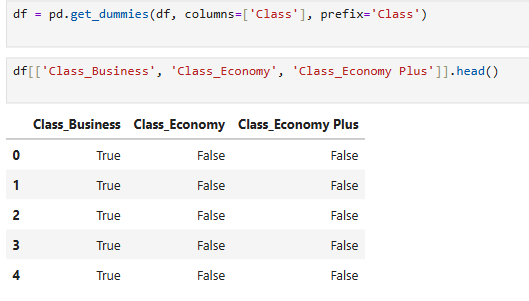 df = pd.get_dummies(df, columns=['Class'], prefix='Class')
df[['Class_Business', 'Class_Economy', 'Class_Economy Plus']].head()
Class_Business Class_Economy Class_Economy Plus
0 True False False
1 True False False
2 True False False
3 True False False
4 True False False